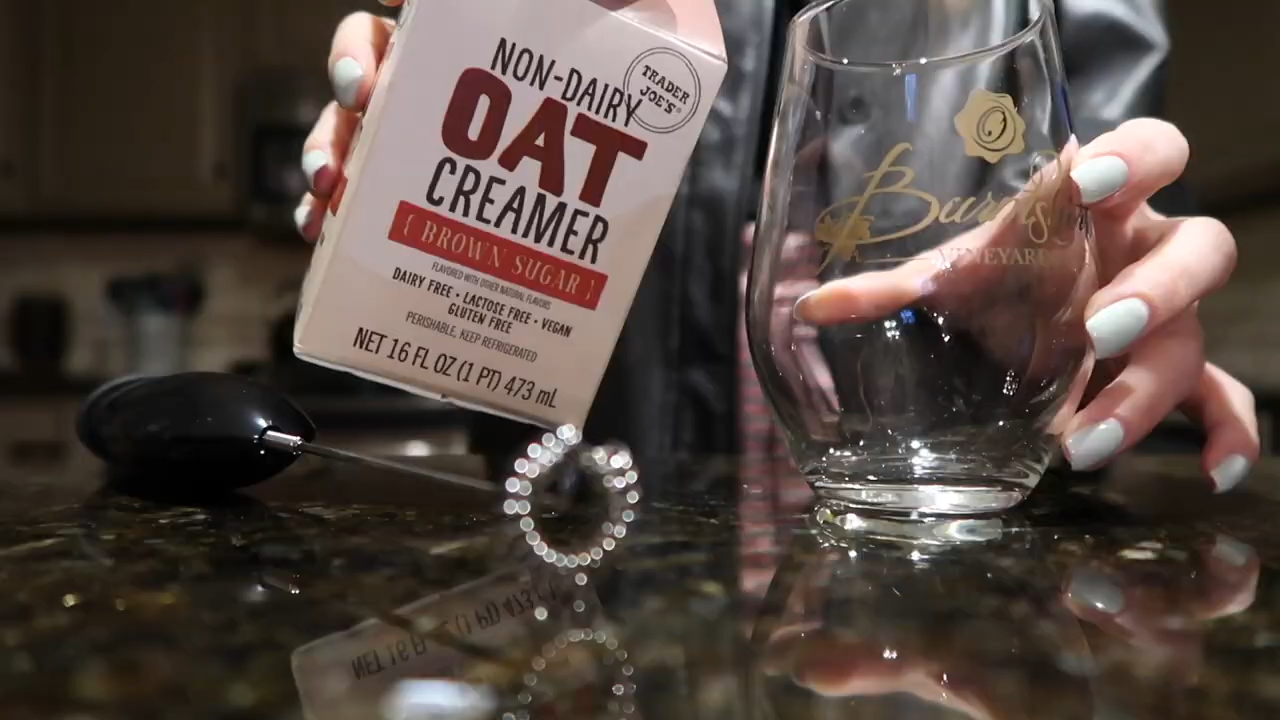 NON-DAIRY
OAT
CREAMER
{ BROWN SUGAR }
FLAVORED WITH OTHER NATURAL FLAVORS
DAIRY FREE • LACTOSE FREE • VEGAN
GLUTEN FREE
PERISHABLE, KEEP REFRIGERATED
NET 16 FL OZ (1 PT) 473 mL
TRADER
JOE'S®
O